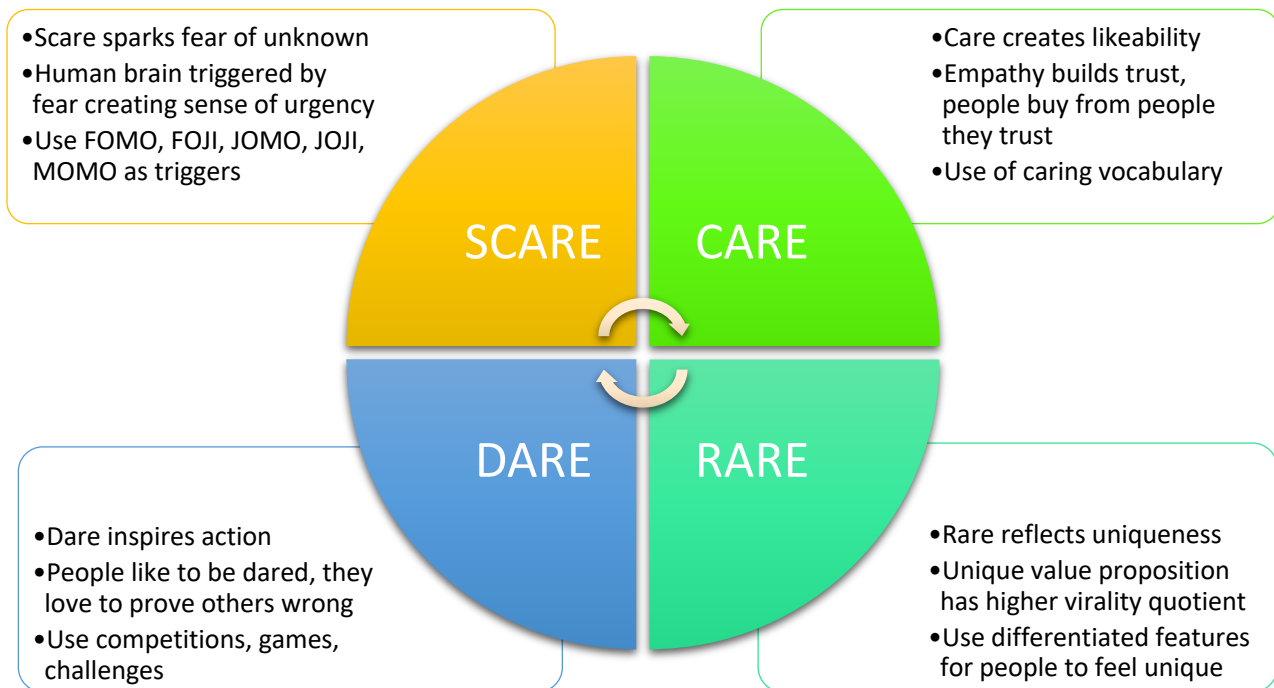 •Scare sparks fear of unknown
•Human brain triggered by
fear creating sense of urgency
•Use FOMO, FOJI, JOMO, JOJI,
MOMO as triggers
•Care creates likeability
•Empathy builds trust,
people buy from people
they trust
•Use of caring vocabulary
SCARE
CARE
DARE
RARE
•Dare inspires action
•People like to be dared, they
love to prove others wrong
•Use competitions, games,
challenges
•Rare reflects uniqueness
•Unique value proposition
has higher virality quotient
•Use differentiated features
for people to feel unique